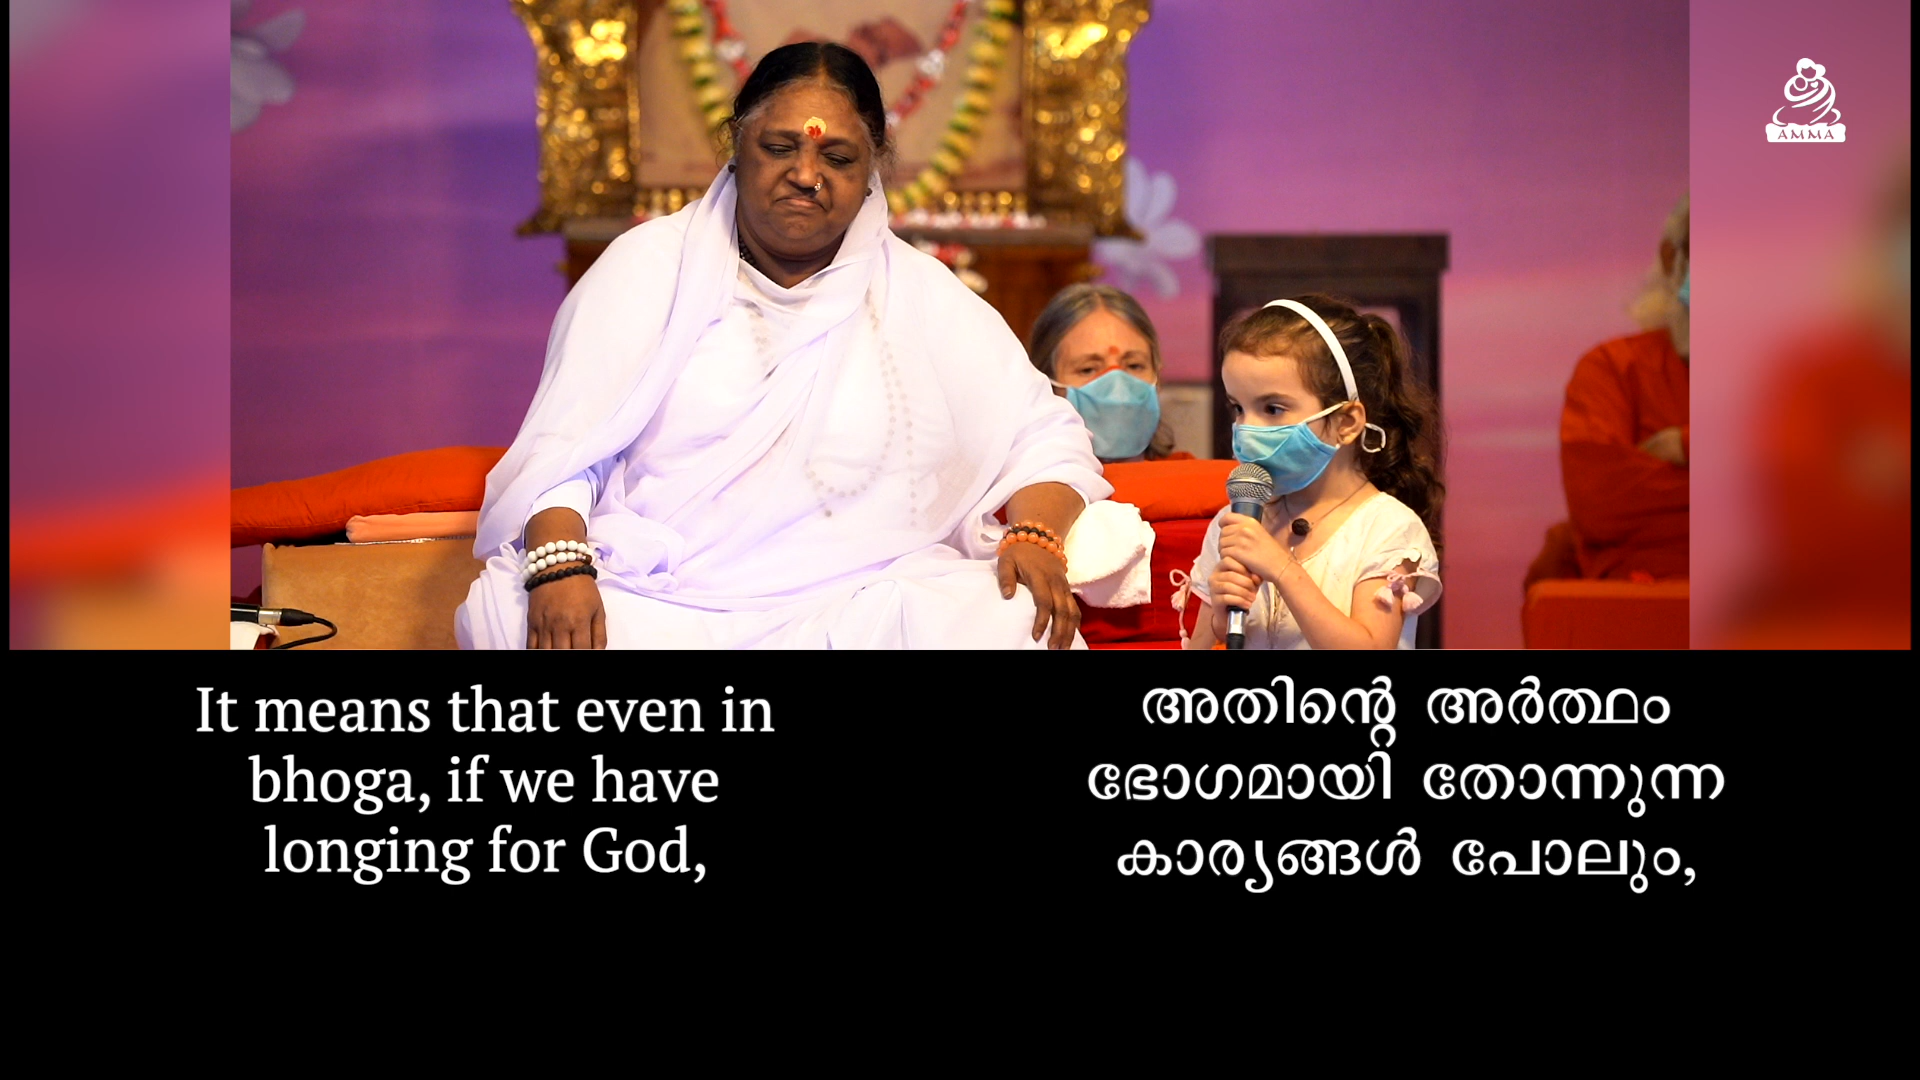 AMMA
It means that even in
bhoga, if we have
longing for God,
അതിന്റെ അർത്ഥം
ഭോഗമായി തോന്നുന്ന
കാര്യങ്ങൾ പോലും,